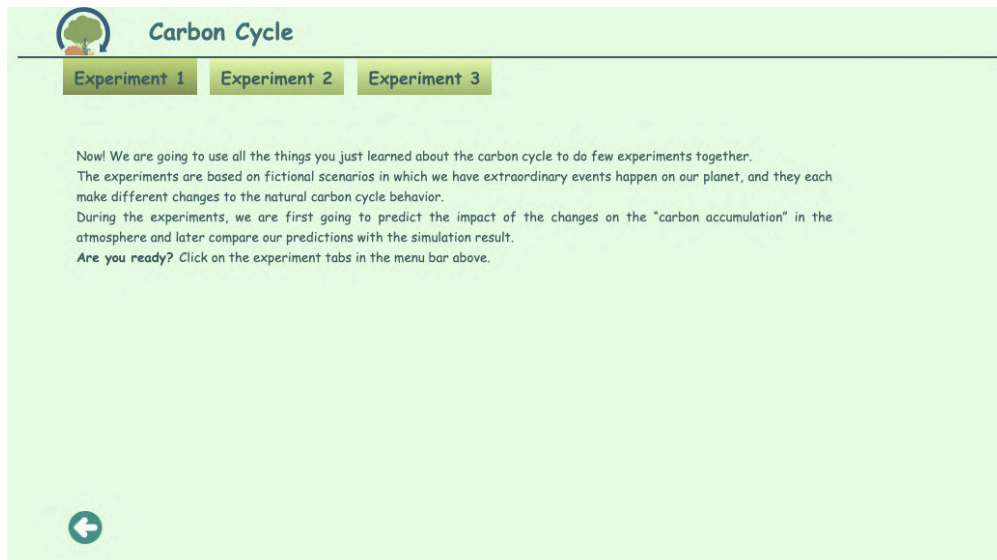 Carbon Cycle
Experiment 1 Experiment 2 Experiment 3
Now! We are going to use all the things you just learned about the carbon cycle to do few experiments together.
The experiments are based on fictional scenarios in which we have extraordinary events happen on our planet, and they each
make different changes to the natural carbon cycle behavior.
During the experiments, we are first going to predict the impact of the changes on the “carbon accumulation” in the
atmosphere and later compare our predictions with the simulation result.
Are you ready? Click on the experiment tabs in the menu bar above.